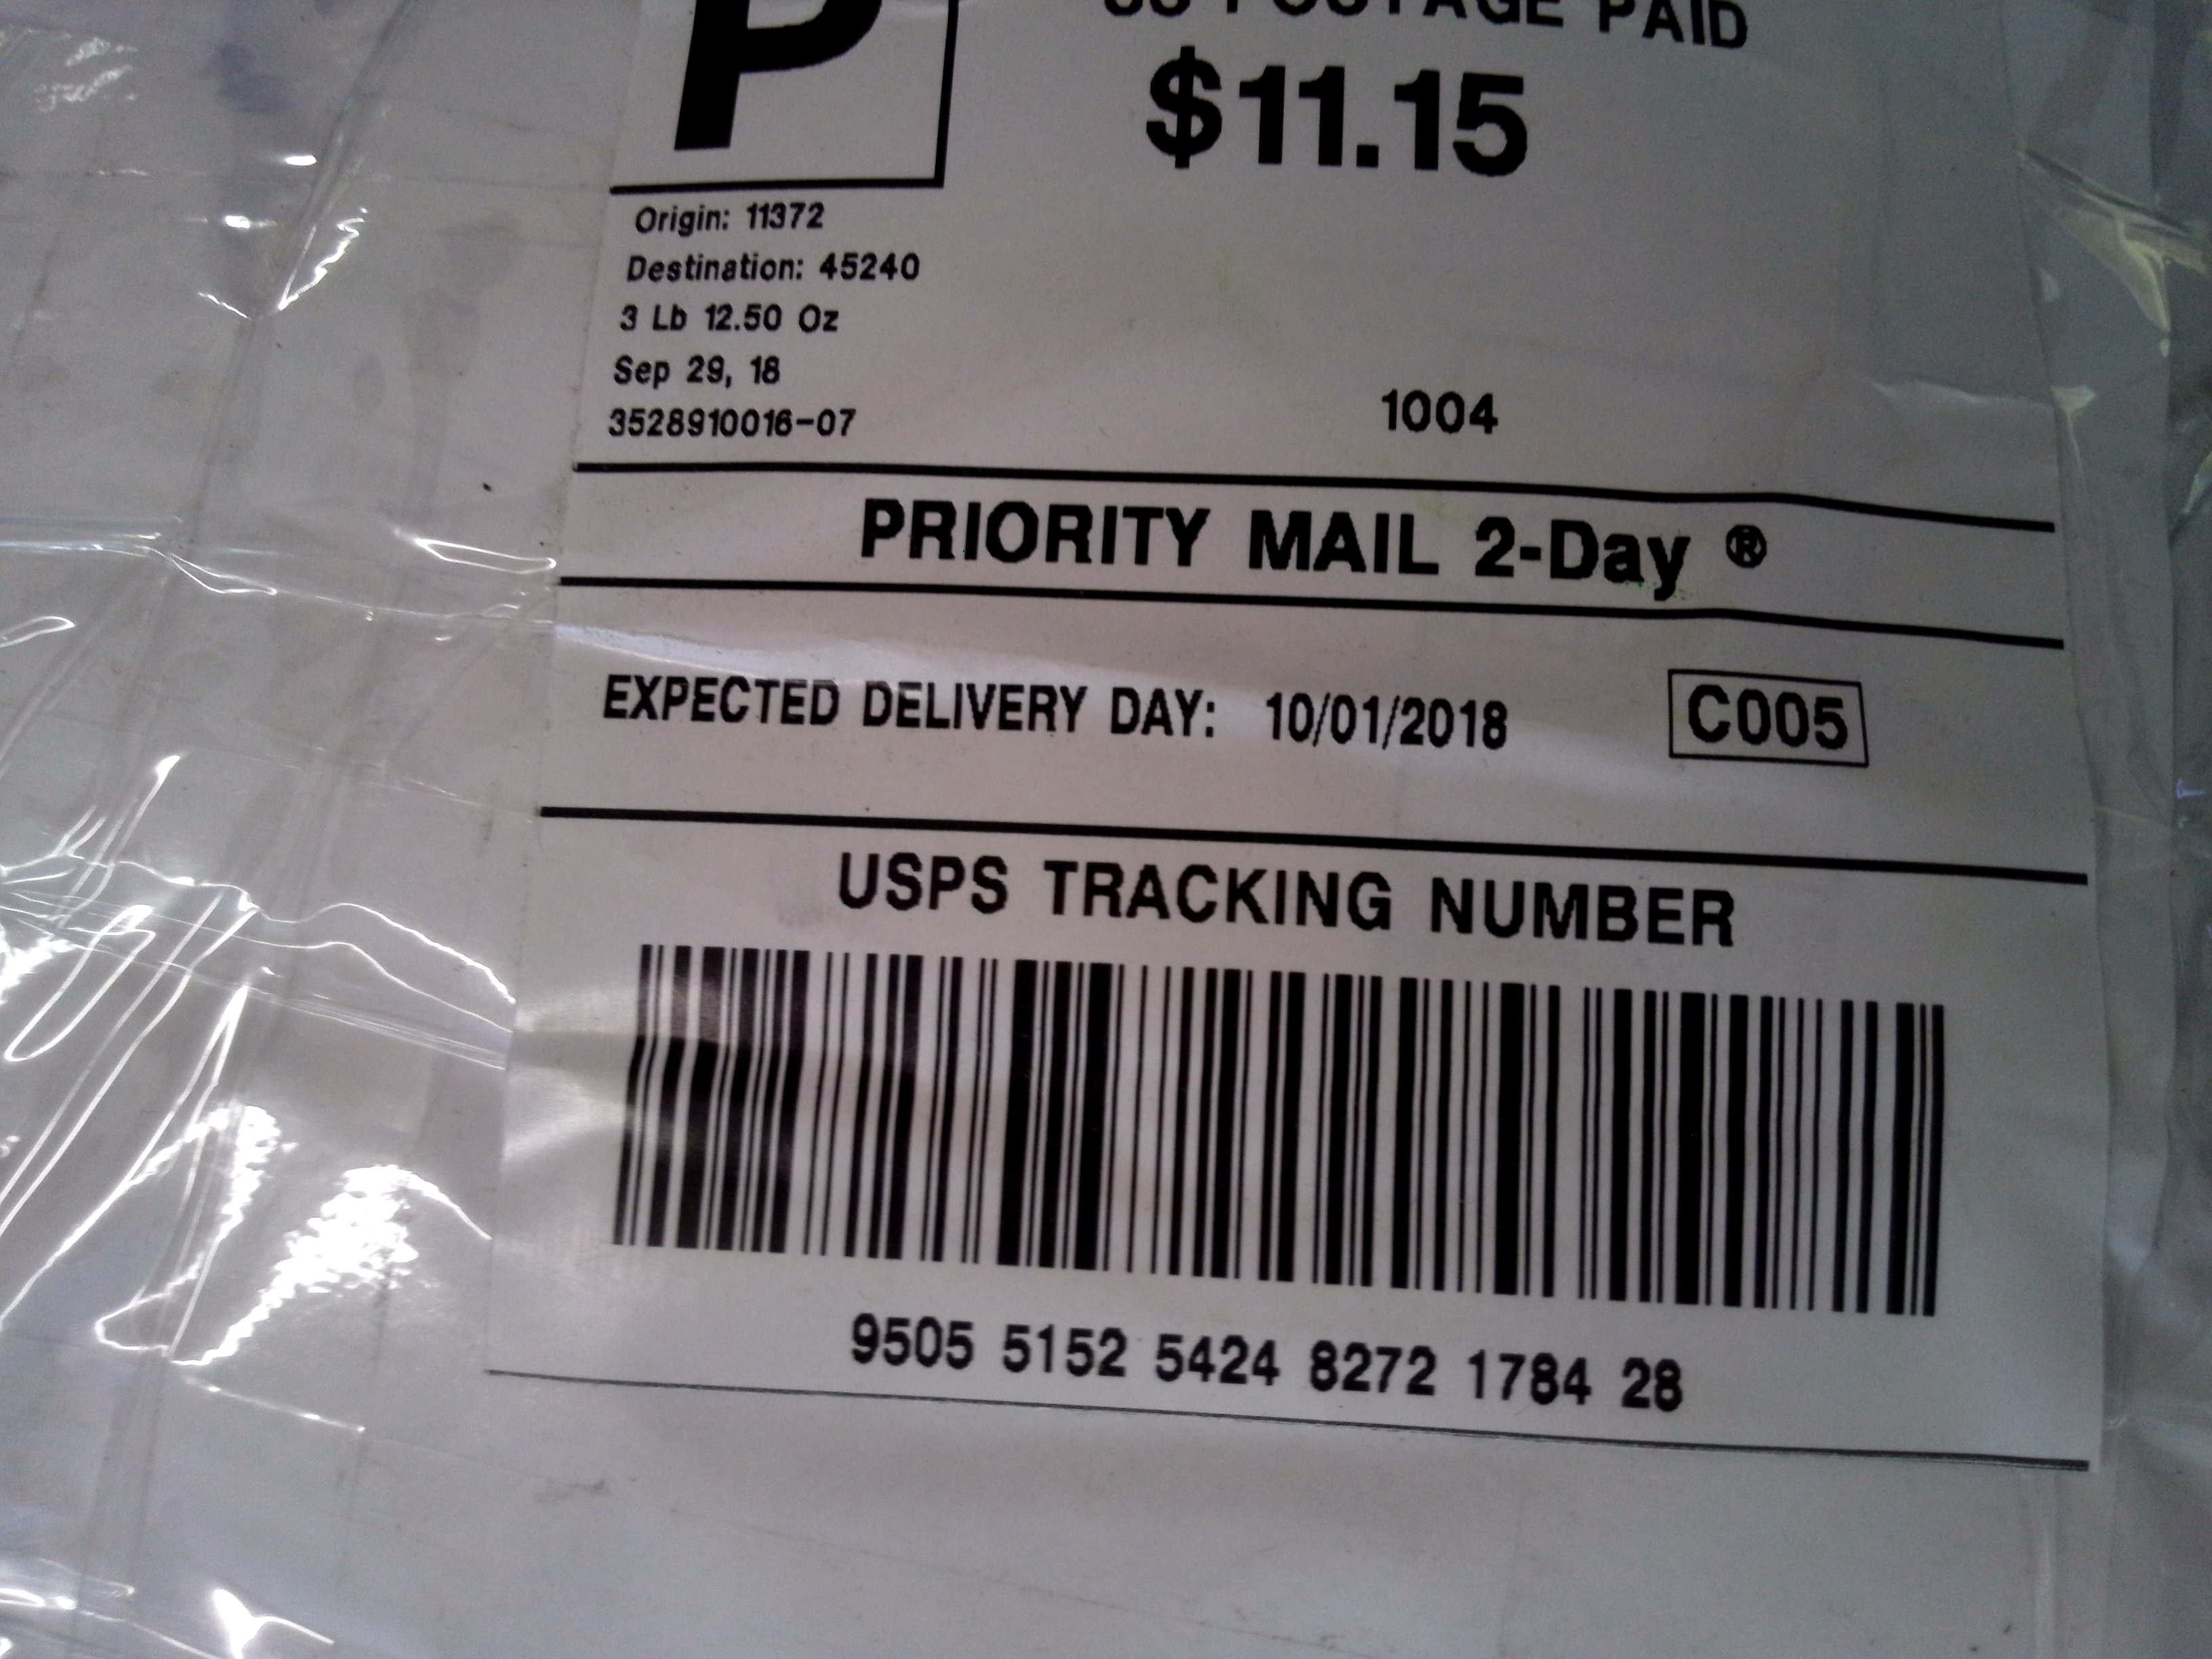 P
US POSTAGE PAID
$11.15
Origin: 11372
Destination: 45240
3 Lb 12.50 Oz
Sep 29, 18
3528910016-07
1004
PRIORITY MAIL 2-Day ®
EXPECTED DELIVERY DAY: 10/01/2018
C005
USPS TRACKING NUMBER
9505 5152 5424 8272 1784 28